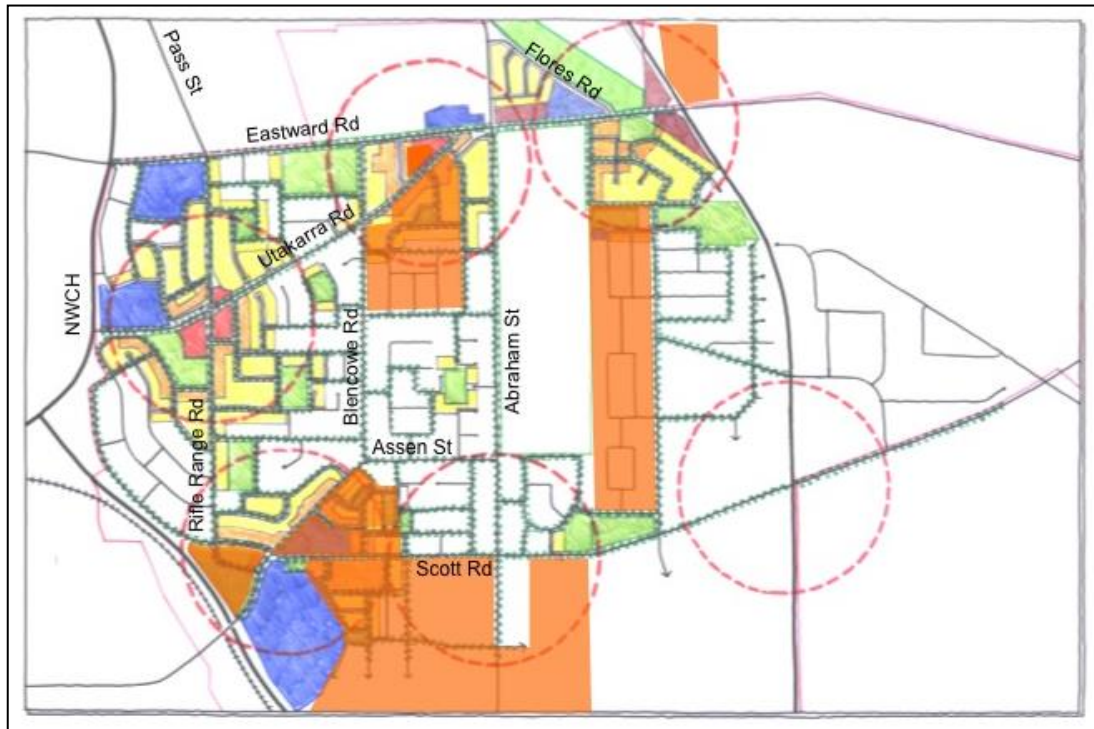 Pass St
Flores Rd
Eastward Rd
Utakarra Rd
NWCH
Blencowe Rd
Abraham St
Rifle Range Rd
Assen St
Scott Rd